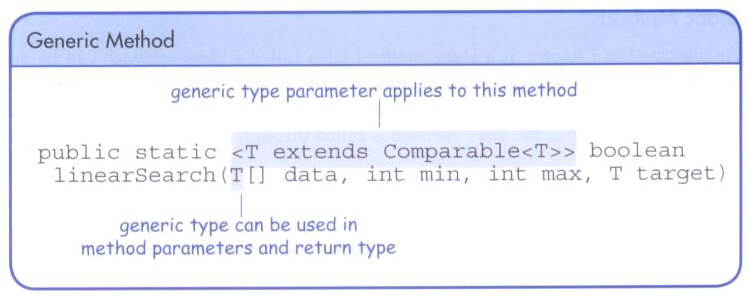 Generic Method
generic type parameter applies to this method
public static <T extends Comparable<T>> boolean
linearSearch(T[] data, int min, int max, T target)
generic type can be used in
method parameters and return type